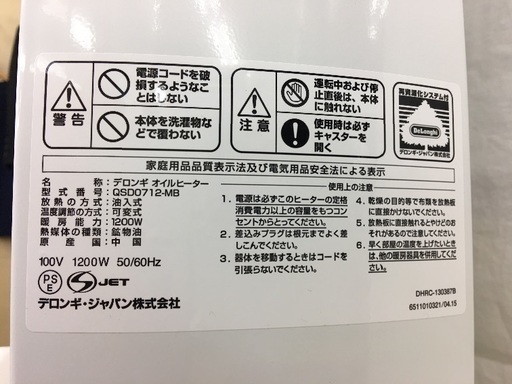 警告
電源コードを破
損するようなこ
とはしない
本体を洗濯物な
どで覆わない
注意
運転中および停
止直後は、本体
に触れない
使用時は必ず
キャスターを
開く
再資源化システム付
DeLonghi
デロンギ・ジャパン株式会社
家庭用品品質表示法及び電気用品安全法による表示
品名：デロンギ オイルヒーター
型式番号：QSD0712-MB
放熱の方式：油入式
温度調節の方式：可変式
暖房能力：1200W
熱媒体の種類：鉱物油
原産国：中国
100V 1200W 50/60Hz
PSE
S JET
デロンギ・ジャパン株式会社
使用上の注意
1. 電源は必ずこのヒーターの定格
消費電力以上の容量をもつコン
セントからとってください。
2. 差込みプラグは根元までよく差
しこんでください。
3. 器体を移動するときはコードを
引張らないでください。
4. 乾燥の目的等で布類を放熱板
に直接かけないでください。
5. 放熱板に直接触れるとやけどのお
それがありますので触れないで
ください。
6. 早く部屋の温度を上げたいとき
は、他の暖房器具を併用してくだ
さい。
DHRC-130387B
6511010321/04.15